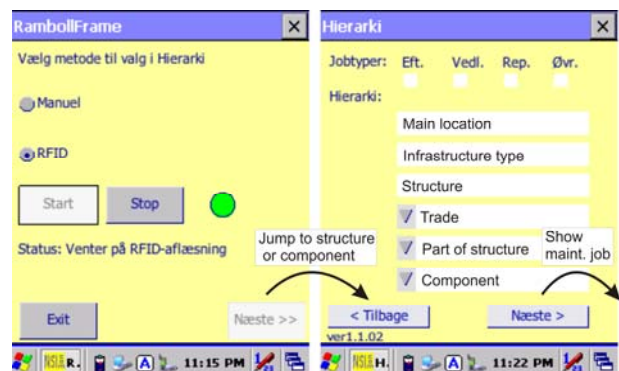 RambollFrame
Vælg metode til valg i Hierarki
Manuel
RFID
Start Stop
Status: Venter på RFID-aflæsning
Jump to structure
or component
Exit Næste >>
R. A 11:15 PM
Hierarki
Jobtyper: Eft. Vedl. Rep. Øvr.
Hierarki:
Main location
Infrastructure type
Structure
Trade
Part of structure
Component
Show
maint. job
< Tilbage Næste >
ver1.1.02
H. A 11:22 PM